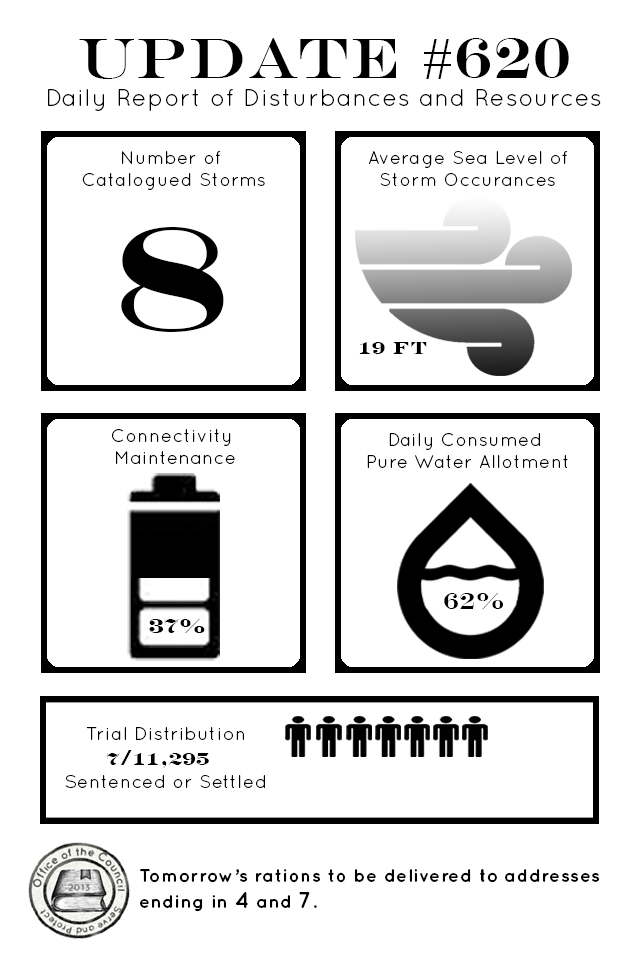 UPDATE #620
Daily Report of Disturbances and Resources
Number of
Catalogued Storms
8
Average Sea Level of
Storm Occurances
19 FT
Connectivity
Maintenance
37%
Daily Consumed
Pure Water Allotment
62%
Trial Distribution
7/11,295
Sentenced or Settled
Office of the Council
2013
Serve and Protect
Tomorrow's rations to be delivered to addresses
ending in 4 and 7.